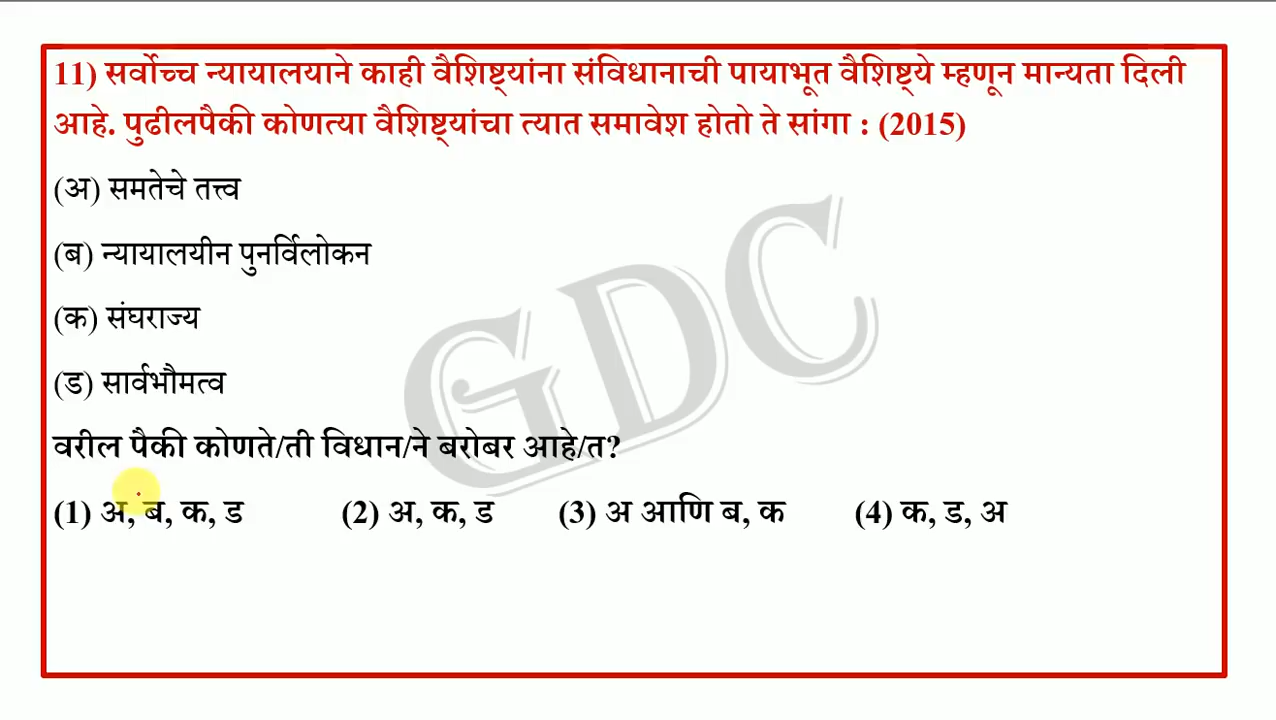 11) सर्वोच्च न्यायालयाने काही वैशिष्ट्यांना संविधानाची पायाभूत वैशिष्ट्ये म्हणून मान्यता दिली
आहे. पुढीलपैकी कोणत्या वैशिष्ट्यांचा त्यात समावेश होतो ते सांगा : (2015)
(अ) समतेचे तत्त्व
(ब) न्यायालयीन पुनर्विलोकन
(क) संघराज्य
(ड) सार्वभौमत्व
वरील पैकी कोणते/ती विधान/ने बरोबर आहे/त?
(1) अ, ब, क, ड (2) अ, क, ड (3) अ आणि ब, क (4) क, ड, अ
GDC